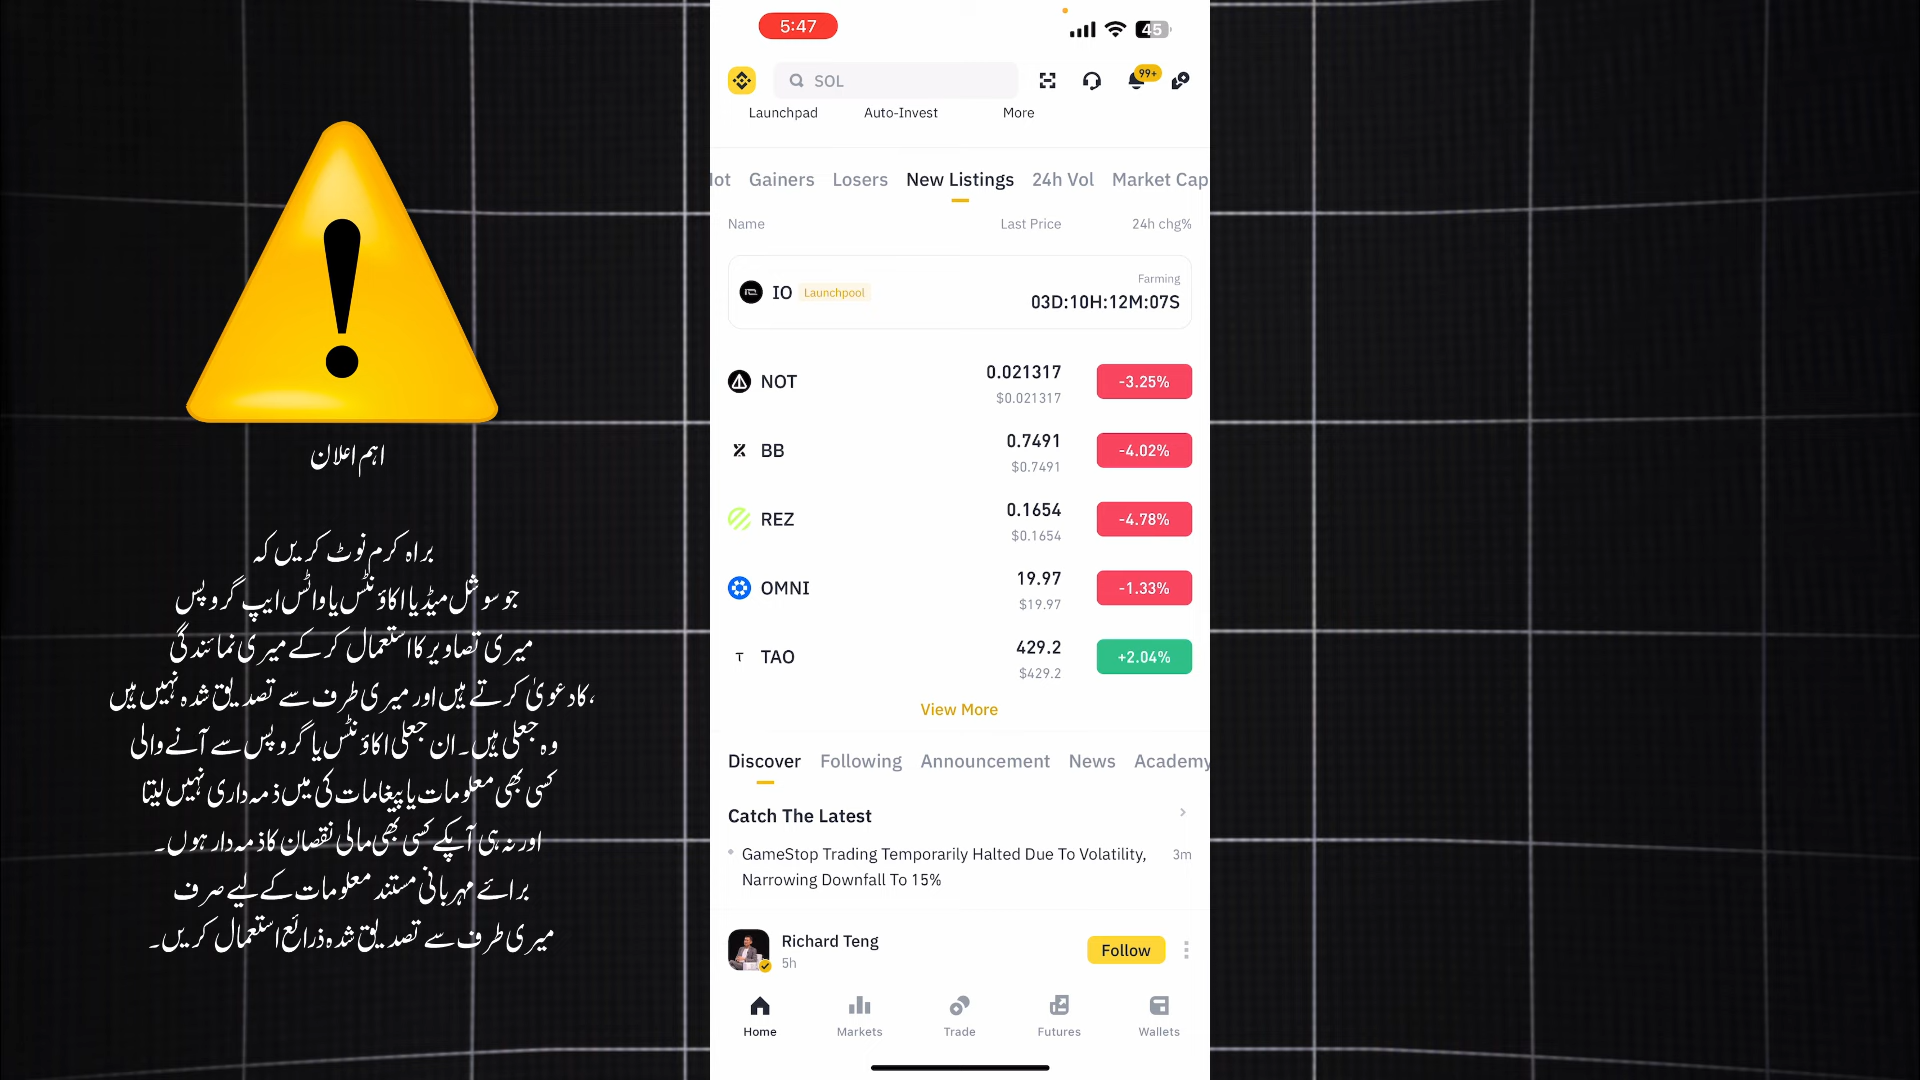 اہم اعلان
براہ کرم نوٹ کریں کہ
جو سوشل میڈیا اکاؤنٹس یا واٹس ایپ گروپس
میری تصاویر کا استعمال کر کے میری نمائندگی
کا دعویٰ کرتے ہیں اور میری طرف سے تصدیق شدہ نہیں ہیں،
وہ جعلی ہیں۔ ان جعلی اکاؤنٹس یا گروپس سے آنے والی
کسی بھی معلومات یا پیغامات کی میں ذمہ داری نہیں لیتا
اور نہ ہی آپکے کسی بھی مالی نقصان کا ذمہ دار ہوں۔
برائے مہربانی مستند معلومات کے لیے صرف
میری طرف سے تصدیق شدہ ذرائع استعمال کریں۔
5:47 45
SOL 99+
Launchpad Auto-Invest More
lot Gainers Losers New Listings 24h Vol Market Cap
Name Last Price 24h chg%
Farming
IO Launchpool 03D:10H:12M:07S
NOT 0.021317 -3.25%
$0.021317
BB 0.7491 -4.02%
$0.7491
REZ 0.1654 -4.78%
$0.1654
OMNI 19.97 -1.33%
$19.97
T TAO 429.2 +2.04%
$429.2
View More
Discover Following Announcement News Academy
Catch The Latest
GameStop Trading Temporarily Halted Due To Volatility, 3m
Narrowing Downfall To 15%
Richard Teng Follow
5h
Home Markets Trade Futures Wallets